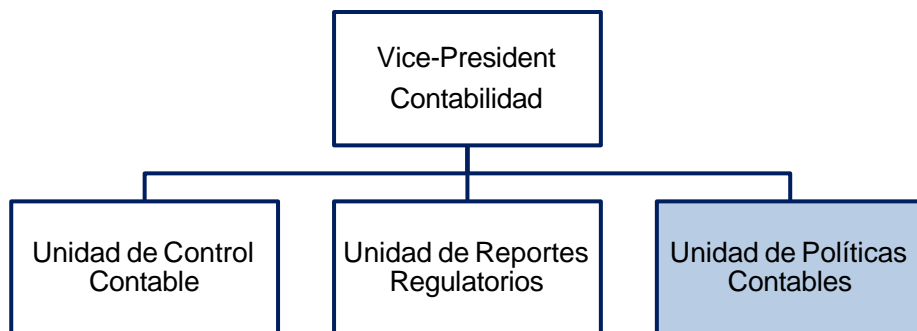 Vice-President
Contabilidad
Unidad de Control
Contable
Unidad de Reportes
Regulatorios
Unidad de Políticas
Contables